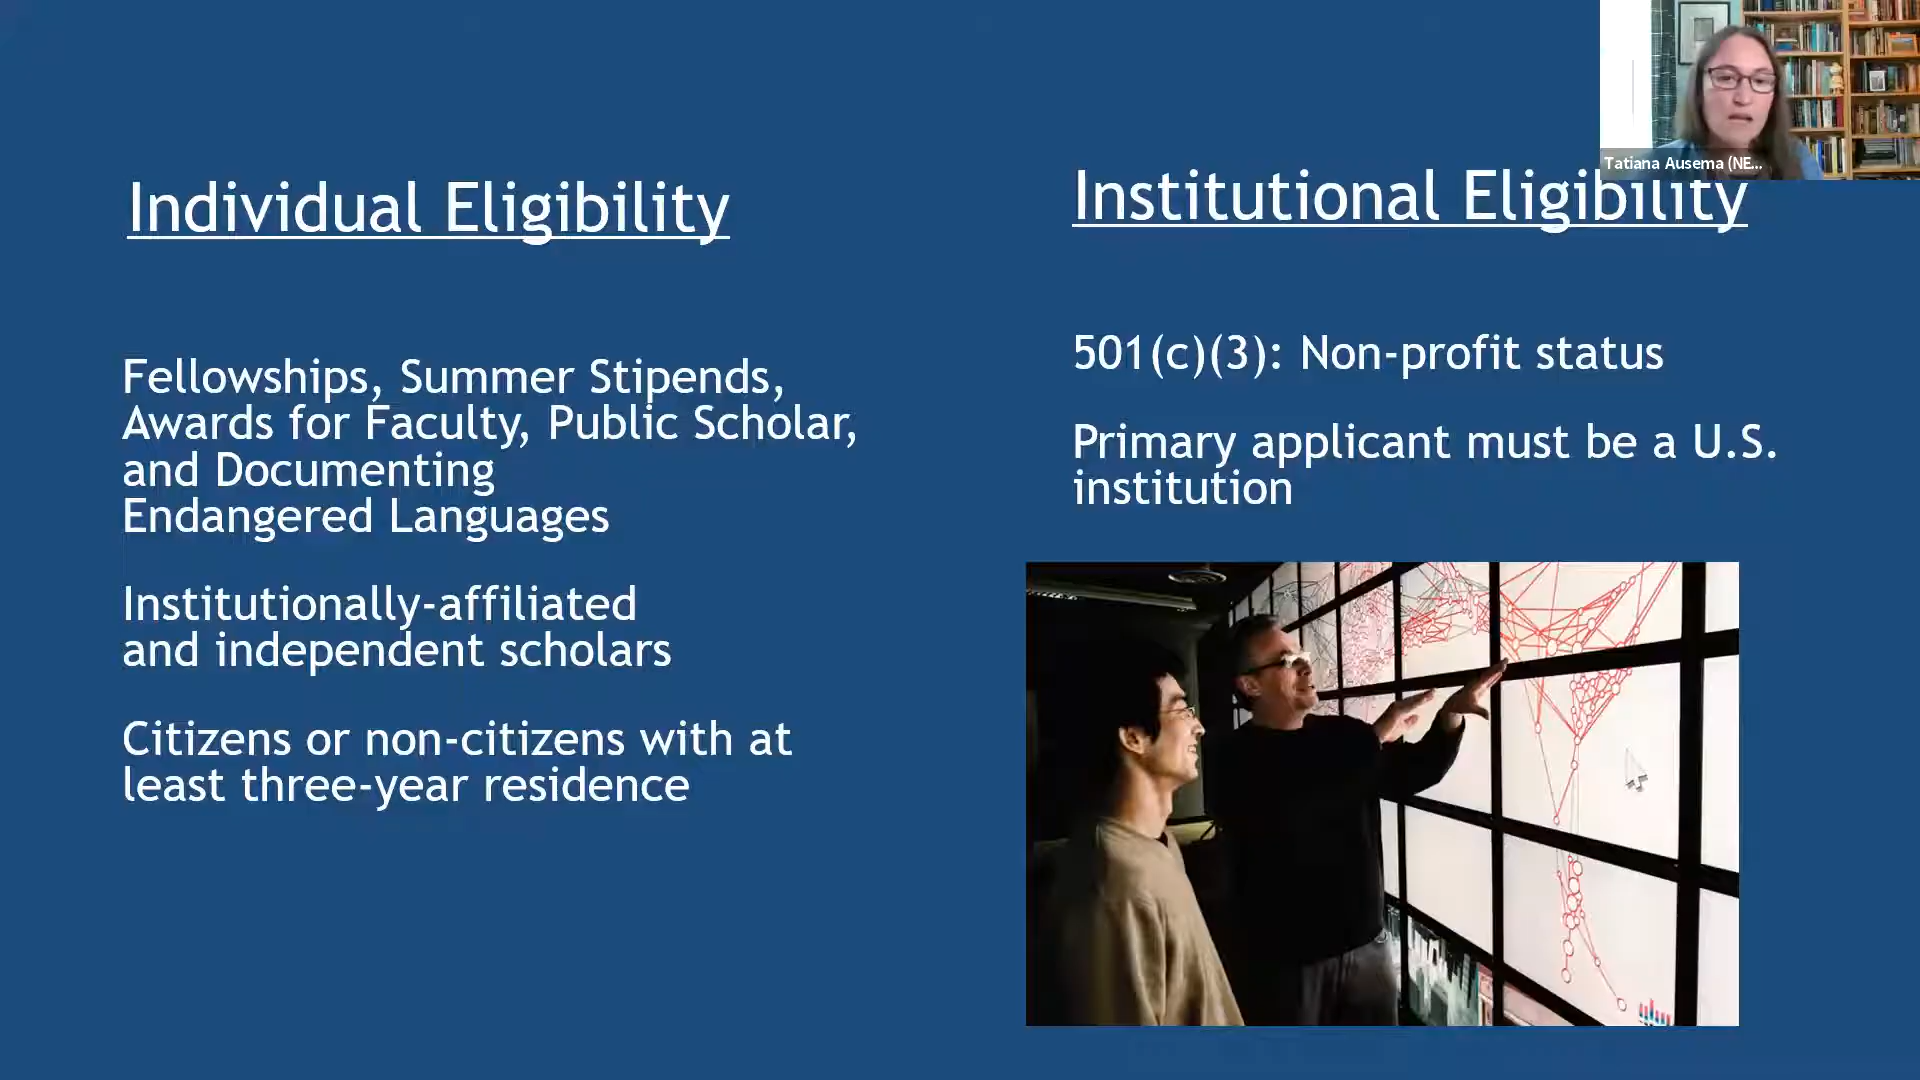 Individual Eligibility
Fellowships, Summer Stipends,
Awards for Faculty, Public Scholar,
and Documenting
Endangered Languages
Institutionally-affiliated
and independent scholars
Citizens or non-citizens with at
least three-year residence
Institutional Eligibility
501(c)(3): Non-profit status
Primary applicant must be a U.S.
institution
Tatiana Ausema (NE...